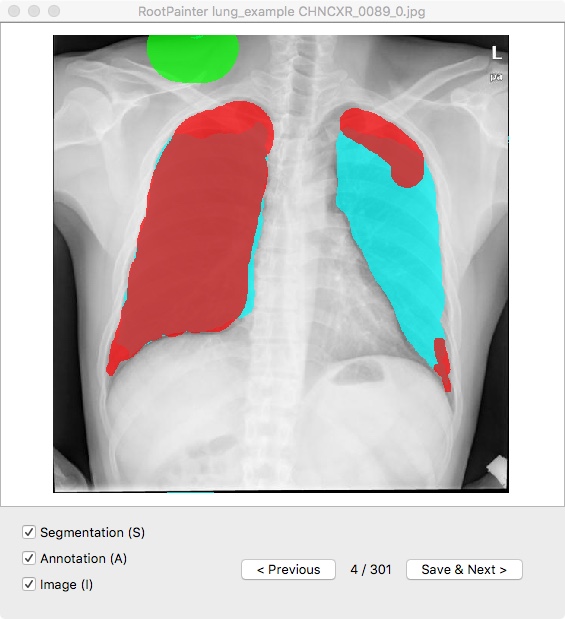 RootPainter lung_example CHNCXR_0089_0.jpg
L
Segmentation (S)
Annotation (A)
Image (I)
< Previous
4 / 301
Save & Next >